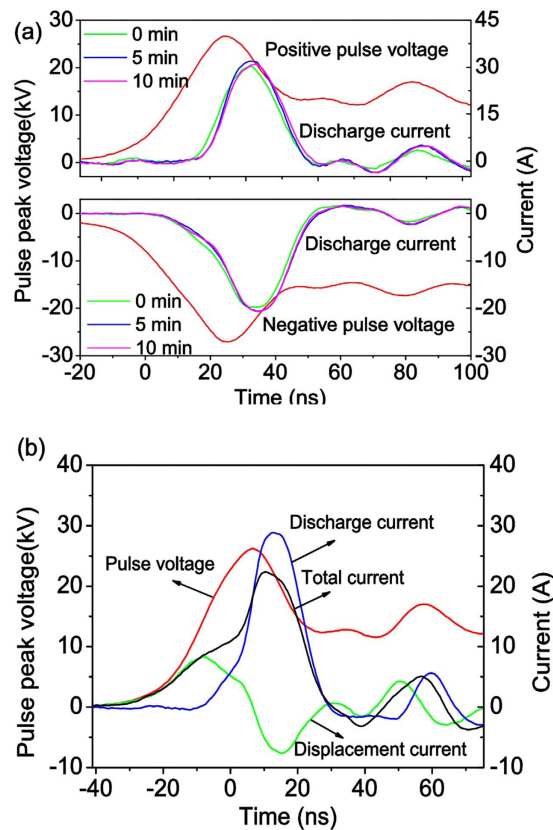 (a)
40
30
20
10
0
45
30
15
0
0 min
5 min
10 min
Positive pulse voltage
Discharge current
Pulse peak voltage(kV)
Current (A)
0
-10
-20
-30
0
-10
-20
-30
Discharge current
0 min
5 min
10 min
Negative pulse voltage
-20 0 20 40 60 80 100
Time (ns)
(b)
40
30
20
10
0
-10
40
30
20
10
0
-10
Pulse peak voltage(kV)
Current (A)
Discharge current
Pulse voltage
Total current
Displacement current
-40 -20 0 20 40 60
Time (ns)